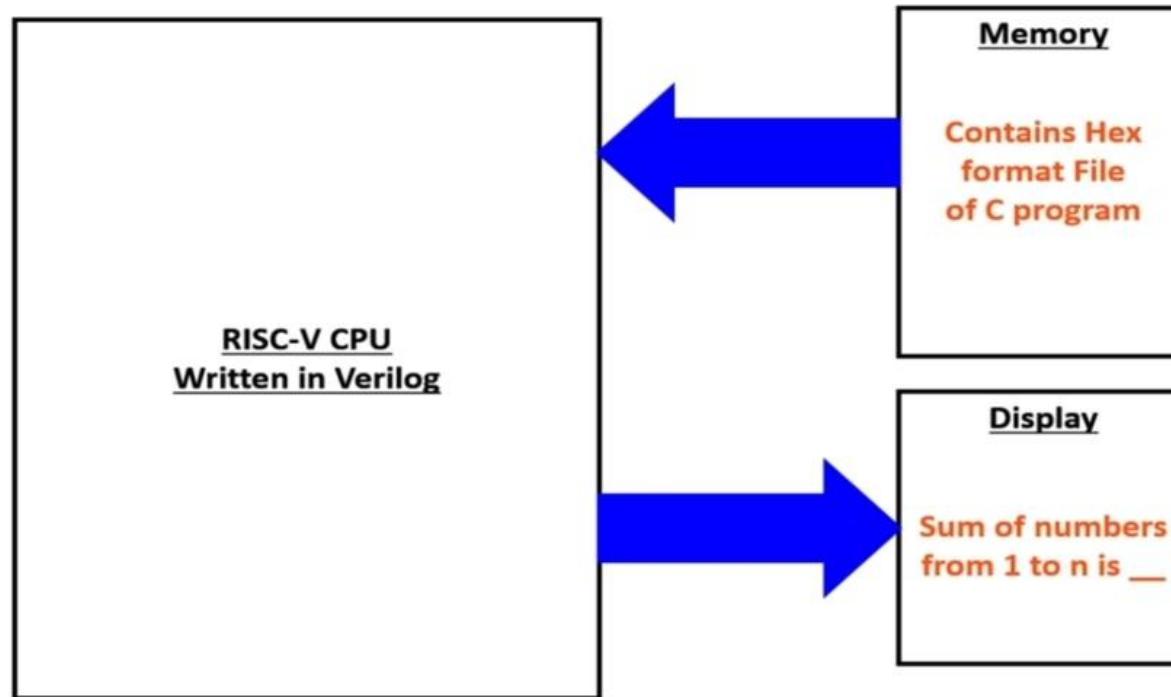 RISC-V CPU
Written in Verilog
Memory
Contains Hex
format File
of C program
Display
Sum of numbers
from 1 to n is __